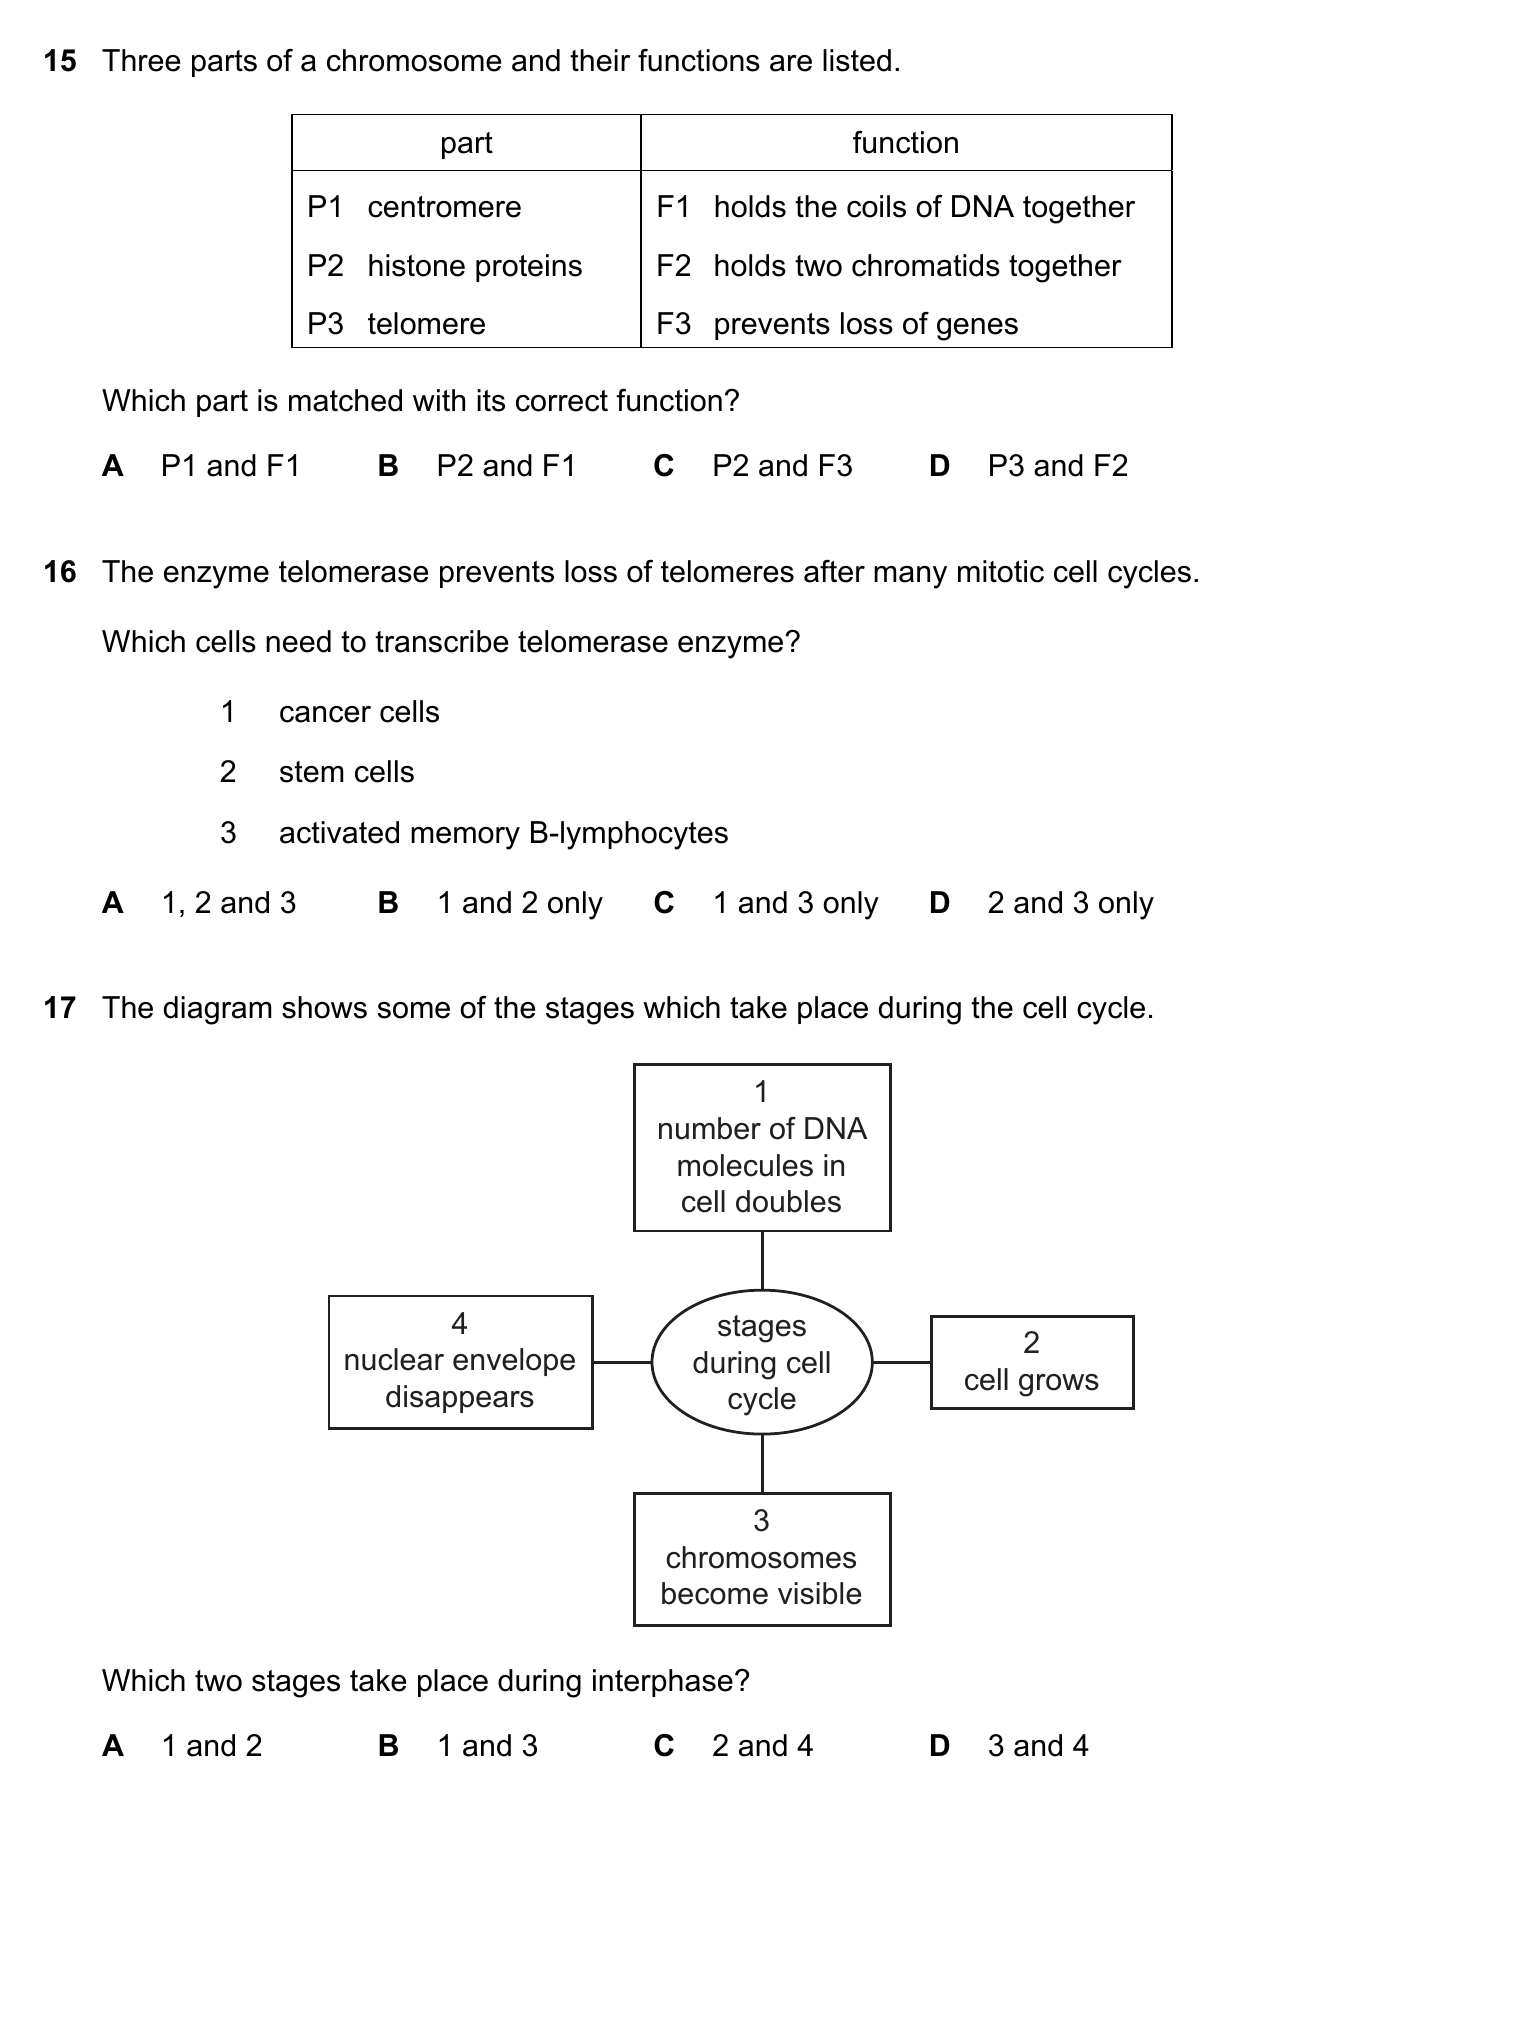 15 Three parts of a chromosome and their functions are listed.
part function
P1 centromere F1 holds the coils of DNA together
P2 histone proteins F2 holds two chromatids together
P3 telomere F3 prevents loss of genes
Which part is matched with its correct function?
A P1 and F1 B P2 and F1 C P2 and F3 D P3 and F2
16 The enzyme telomerase prevents loss of telomeres after many mitotic cell cycles.
Which cells need to transcribe telomerase enzyme?
1 cancer cells
2 stem cells
3 activated memory B-lymphocytes
A 1, 2 and 3 B 1 and 2 only C 1 and 3 only D 2 and 3 only
17 The diagram shows some of the stages which take place during the cell cycle.
1
number of DNA
molecules in
cell doubles
4
nuclear envelope
disappears
stages
during cell
cycle
2
cell grows
3
chromosomes
become visible
Which two stages take place during interphase?
A 1 and 2 B 1 and 3 C 2 and 4 D 3 and 4